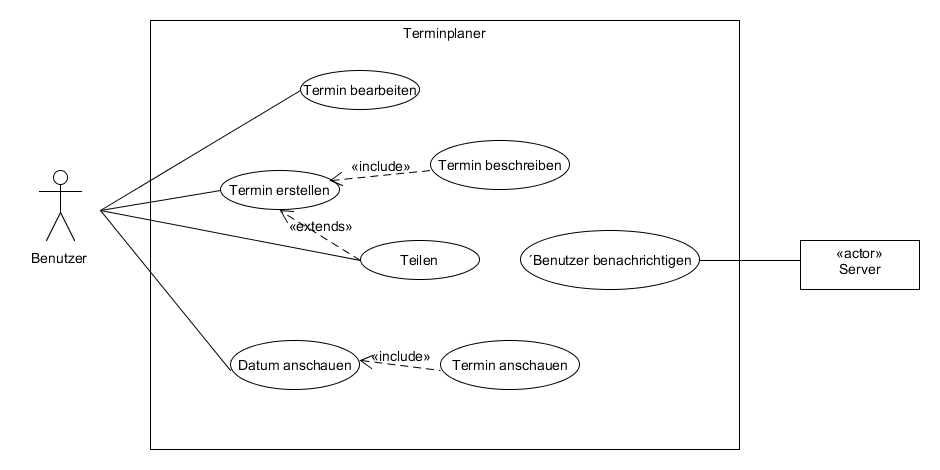 Terminplaner
Termin bearbeiten
«include»
Termin beschreiben
Termin erstellen
«extends»
Benutzer
Teilen
´Benutzer benachrichtigen
«actor»
Server
Datum anschauen
«include»
Termin anschauen